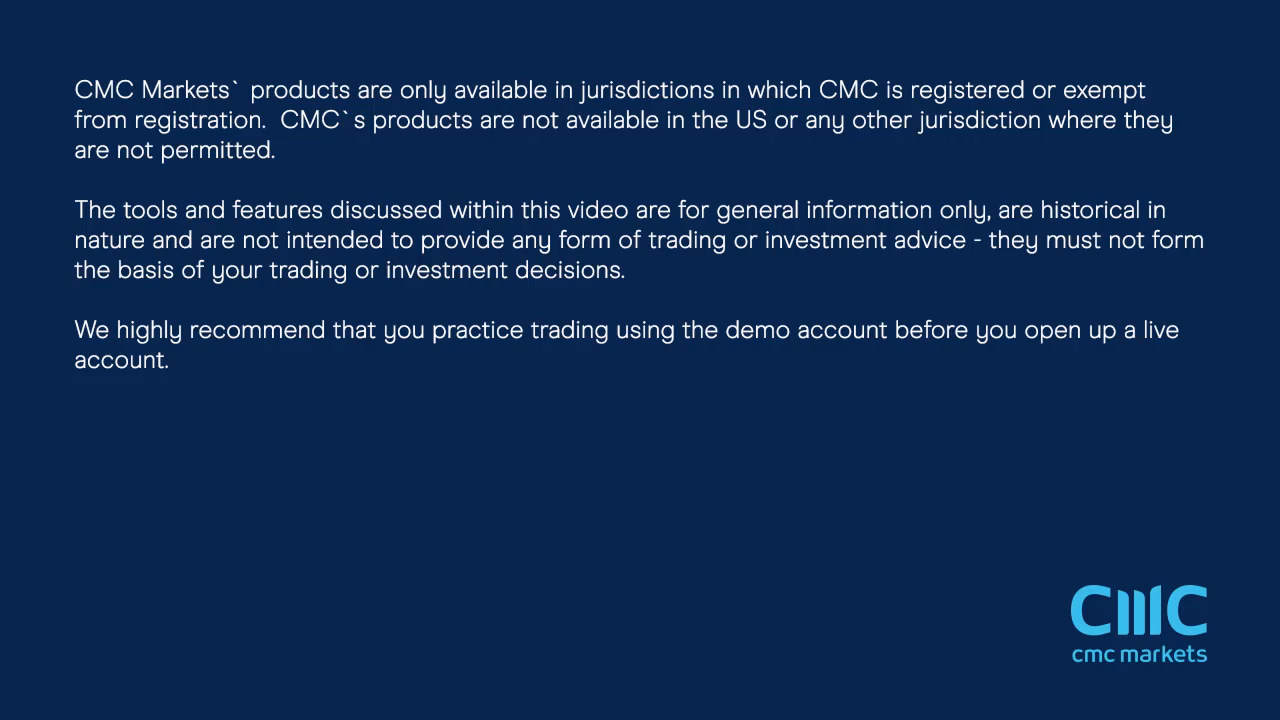 CMC Markets` products are only available in jurisdictions in which CMC is registered or exempt
from registration.  CMC`s products are not available in the US or any other jurisdiction where they
are not permitted.
The tools and features discussed within this video are for general information only, are historical in
nature and are not intended to provide any form of trading or investment advice - they must not form
the basis of your trading or investment decisions.
We highly recommend that you practice trading using the demo account before you open up a live
account.
CMC
cmc markets